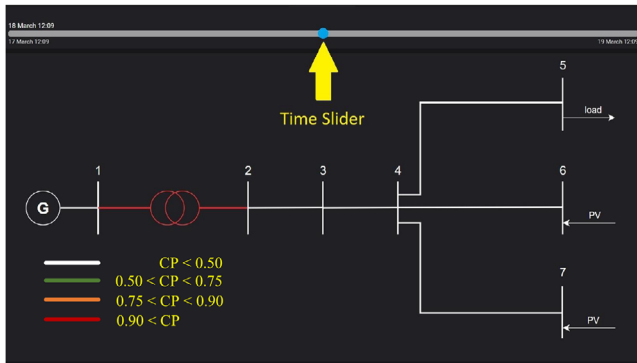 18 March 12:09
17 March 12:09
19 March 12:09
Time Slider
5
load
1
2
3
4
6
G
PV
7
PV
CP < 0.50
0.50 < CP < 0.75
0.75 < CP < 0.90
0.90 < CP